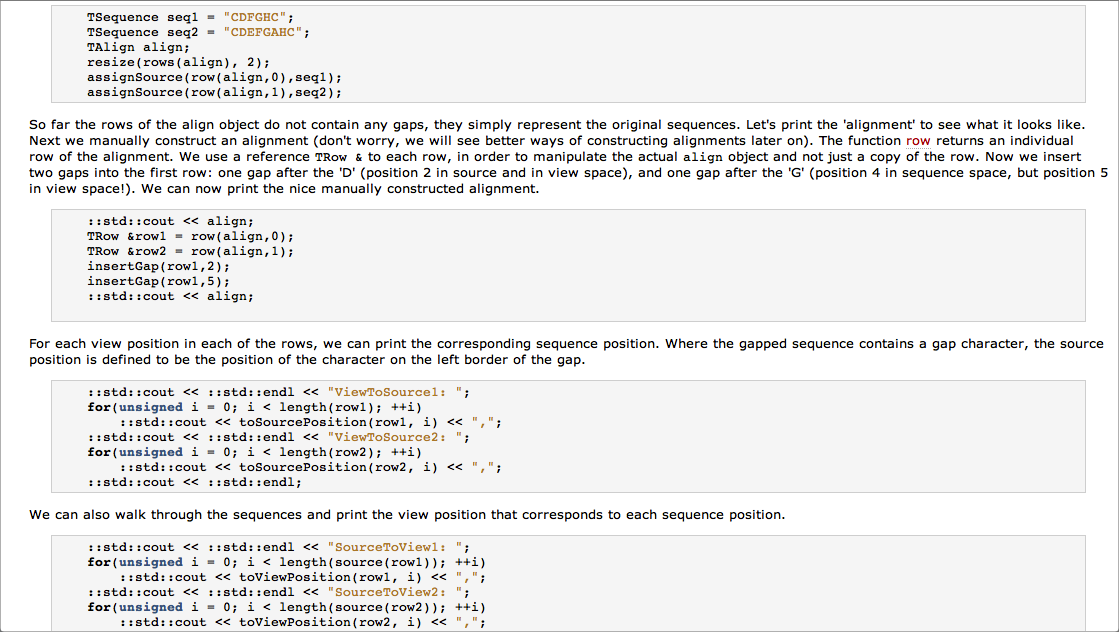 TSequence seq1 = "CDFGHC";
TSequence seq2 = "CDEFGAHC";
TAlign align;
resize(rows(align), 2);
assignSource(row(align,0),seq1);
assignSource(row(align,1),seq2);
So far the rows of the align object do not contain any gaps, they simply represent the original sequences. Let's print the 'alignment' to see what it looks like.
Next we manually construct an alignment (don't worry, we will see better ways of constructing alignments later on). The function row returns an individual
row of the alignment. We use a reference TRow & to each row, in order to manipulate the actual align object and not just a copy of the row. Now we insert
two gaps into the first row: one gap after the 'D' (position 2 in source and in view space), and one gap after the 'G' (position 4 in sequence space, but position 5
in view space!). We can now print the nice manually constructed alignment.
::std::cout << align;
TRow &row1 = row(align,0);
TRow &row2 = row(align,1);
insertGap(row1,2);
insertGap(row1,5);
::std::cout << align;
For each view position in each of the rows, we can print the corresponding sequence position. Where the gapped sequence contains a gap character, the source
position is defined to be the position of the character on the left border of the gap.
::std::cout << ::std::endl << "ViewToSource1: ";
for(unsigned i = 0; i < length(row1); ++i)
::std::cout << toSourcePosition(row1, i) << ",";
::std::cout << ::std::endl << "ViewToSource2: ";
for(unsigned i = 0; i < length(row2); ++i)
::std::cout << toSourcePosition(row2, i) << ",";
::std::cout << ::std::endl;
We can also walk through the sequences and print the view position that corresponds to each sequence position.
::std::cout << ::std::endl << "SourceToView1: ";
for(unsigned i = 0; i < length(source(row1)); ++i)
::std::cout << toViewPosition(row1, i) << ",";
::std::cout << ::std::endl << "SourceToView2: ";
for(unsigned i = 0; i < length(source(row2)); ++i)
::std::cout << toViewPosition(row2, i) << ",";